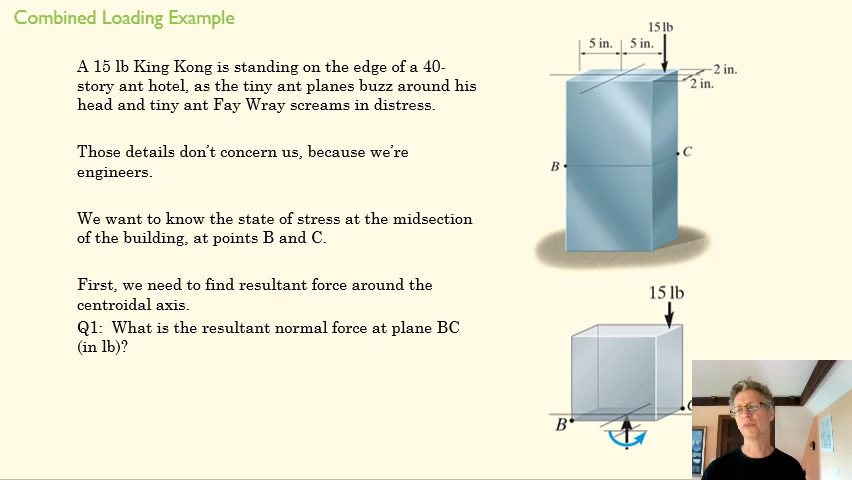 Combined Loading Example
A 15 lb King Kong is standing on the edge of a 40-
story ant hotel, as the tiny ant planes buzz around his
head and tiny ant Fay Wray screams in distress.
Those details don't concern us, because we're
engineers.
We want to know the state of stress at the midsection
of the building, at points B and C.
First, we need to find resultant force around the
centroidal axis.
Q1:  What is the resultant normal force at plane BC
(in lb)?
15 lb
5 in.
5 in.
2 in.
2 in.
C
B
15 lb
C
B